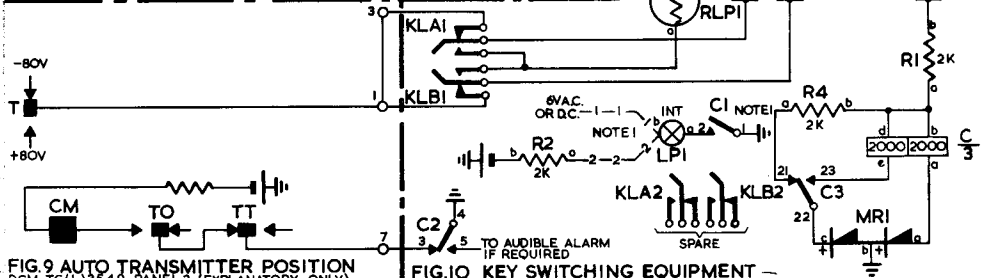 3
KLA1
RLP1
a
b
R1
2K
a
-80V
T
+80V
1
KLB1
6V A.C.
OR D.C.
1 1
NOTE 1
b
INT
LP1
a 2
C1
1
NOTE 1
a
R4
b
2K
b
R2
a
2K
2 2
2
d
b
2000
2000
C
3
e
a
21
23
C3
22
KLA2
KLB2
SPARE
MR1
c
+
b
+
a
CM
TO
TT
7
C2
4
3
5
TO AUDIBLE ALARM
IF REQUIRED
FIG.9 AUTO TRANSMITTER POSITION
FIG.10 KEY SWITCHING EQUIPMENT